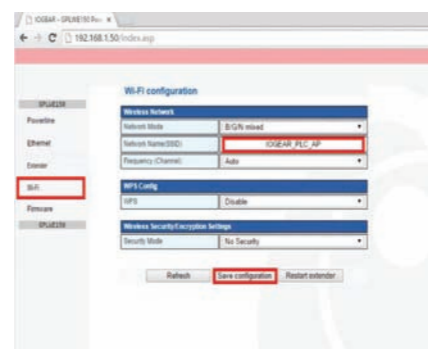 IOGEAR - GPLWE150 Pow
192.168.1.50/index.asp
Wi-Fi configuration
GPLWE150
Powerline
Ethernet
Extender
Wi-Fi
Firmware
GPLWE150
Wireless Network
Network Mode B/G/N mixed
Network Name(SSID) IOGEAR_PLC_AP
Frequency (Channel) Auto
WPS Config
WPS Disable
Wireless Security/Encryption Settings
Security Mode No Security
Refresh Save configuration Restart extender